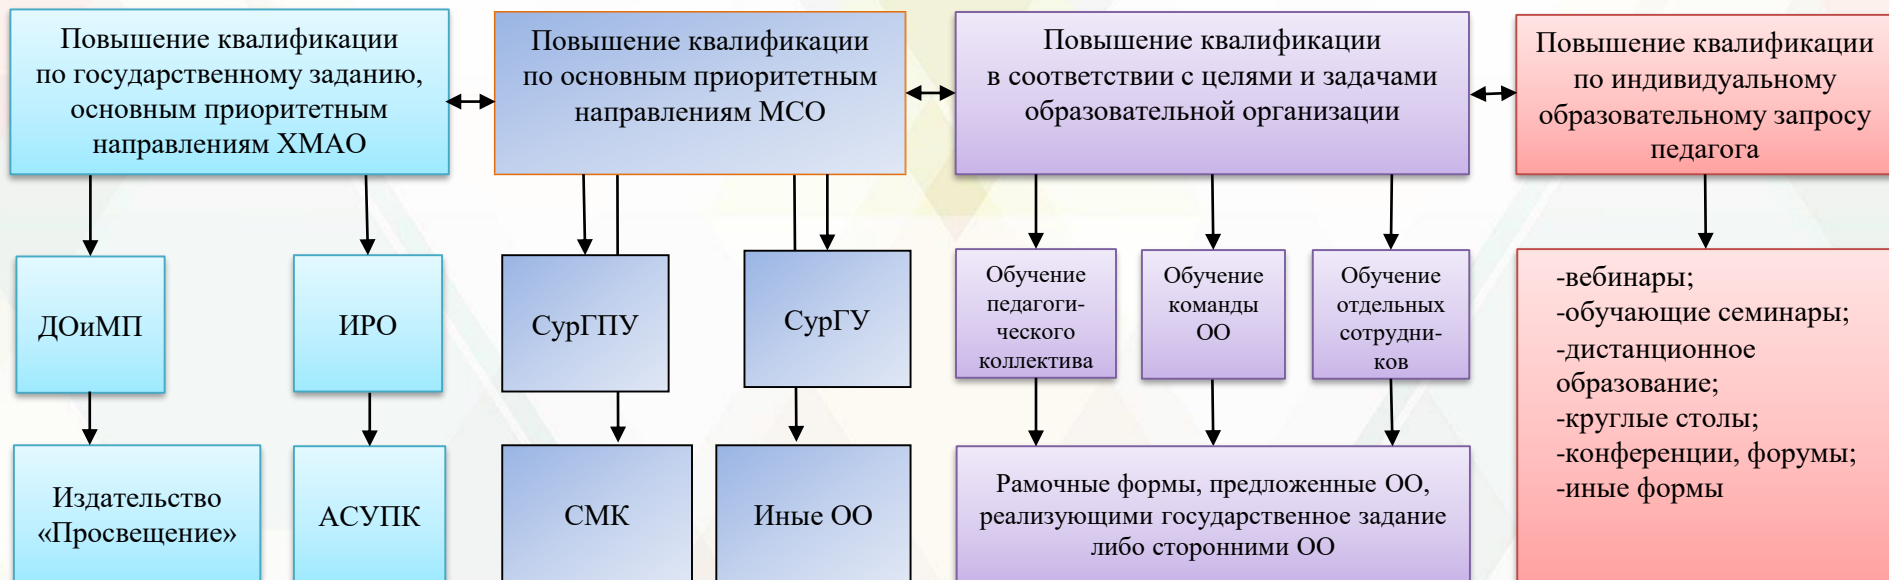 Повышение квалификации
по государственному заданию,
основным приоритетным
направлениям ХМАО
Повышение квалификации
по основным приоритетным
направлениям МСО
Повышение квалификации
в соответствии с целями и задачами
образовательной организации
Повышение квалификации
по индивидуальному
образовательному запросу
педагога
ДОиМП
ИРО
СурГПУ
СурГУ
Обучение
педагоги-
ческого
коллектива
Обучение
команды
ОО
Обучение
отдельных
сотрудни-
ков
-вебинары;
-обучающие семинары;
-дистанционное
образование;
-круглые столы;
-конференции, форумы;
-иные формы
Издательство
«Просвещение»
АСУПК
СМК
Иные ОО
Рамочные формы, предложенные ОО,
реализующими государственное задание
либо сторонними ОО